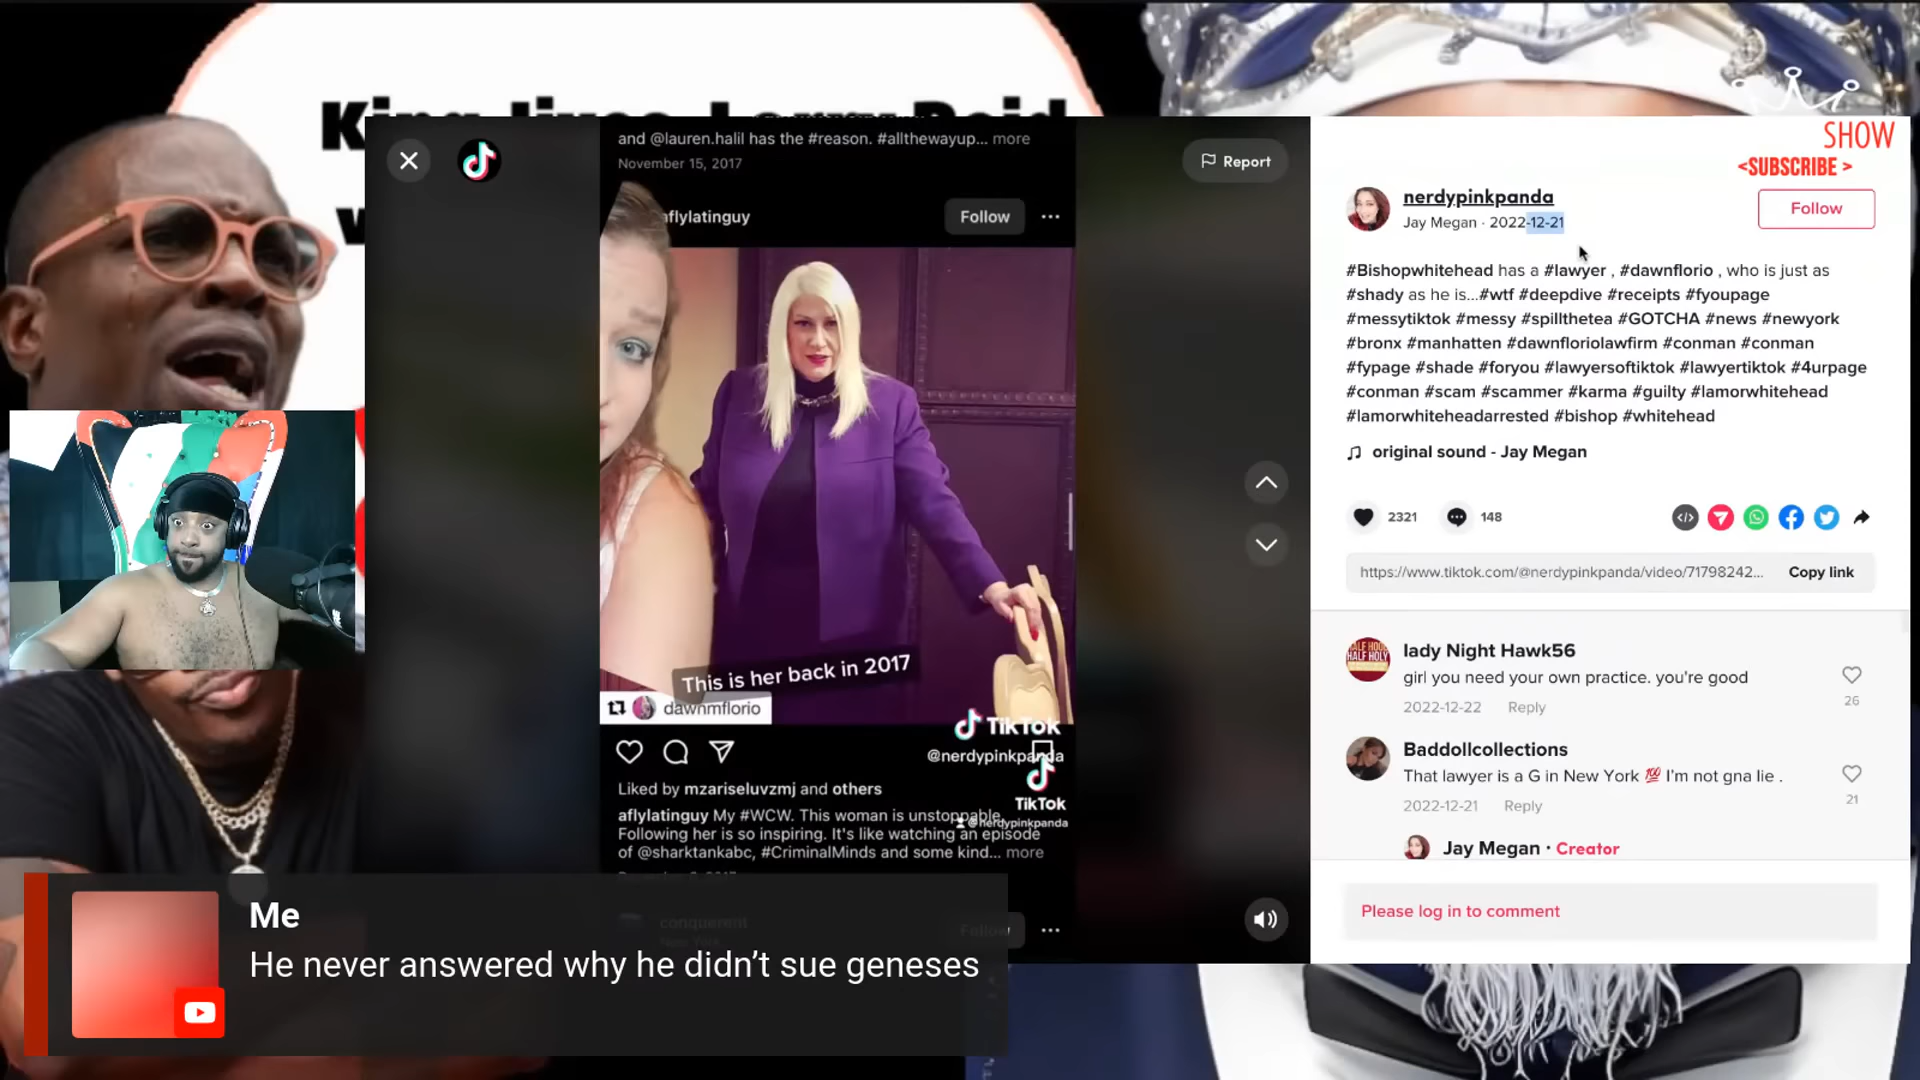 SHOW
<SUBSCRIBE >
and @lauren.halil has the #reason. #allthewayup... more
November 15, 2017
aflylatinguy
Follow
This is her back in 2017
dawnmflorio
TikTok
@nerdypinkpanda
TikTok
@nerdypinkpanda
Liked by mzariseluvzmj and others
aflylatinguy My #WCW. This woman is unstoppable.
Following her is so inspiring. It's like watching an episode
of @sharktankabc, #CriminalMinds and some kind... more
conquerent
Follow
Report
nerdypinkpanda
Jay Megan · 2022-12-21
Follow
#Bishopwhitehead has a #lawyer , #dawnflorio , who is just as
#shady as he is...#wtf #deepdive #receipts #fyoupage
#messytiktok #messy #spillthetea #GOTCHA #news #newyork
#bronx #manhatten #dawnfloriolawfirm #conman #conman
#fypage #shade #foryou #lawyersoftiktok #lawyertiktok #4urpage
#conman #scam #scammer #karma #guilty #lamorwhitehead
#lamorwhiteheadarrested #bishop #whitehead
original sound - Jay Megan
2321
148
https://www.tiktok.com/@nerdypinkpanda/video/71798242...
Copy link
lady Night Hawk56
girl you need your own practice. you're good
2022-12-22 Reply
26
Baddollcollections
That lawyer is a G in New York 💯 I'm not gna lie .
2022-12-21 Reply
21
Jay Megan · Creator
Please log in to comment
Me
He never answered why he didn't sue geneses